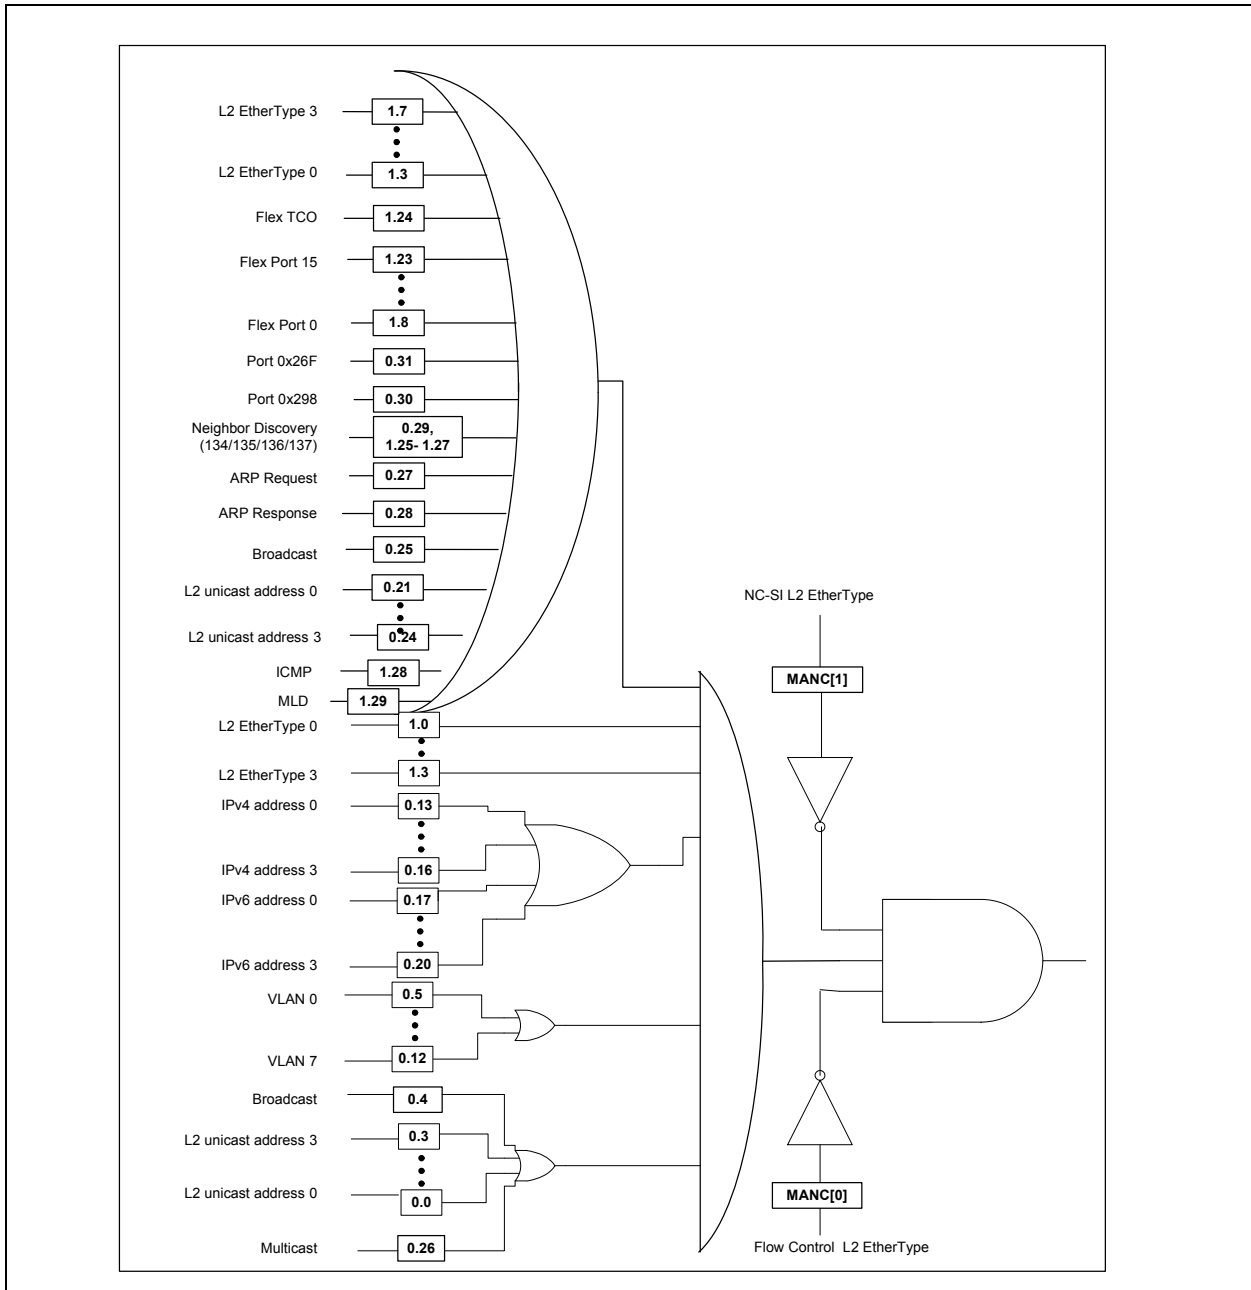 L2 EtherType 3 1.7
L2 EtherType 0 1.3
Flex TCO 1.24
Flex Port 15 1.23
Flex Port 0 1.8
Port 0x26F 0.31
Port 0x298 0.30
Neighbor Discovery 0.29,
(134/135/136/137) 1.25- 1.27
ARP Request 0.27
ARP Response 0.28
Broadcast 0.25
L2 unicast address 0 0.21
L2 unicast address 3 0.24
ICMP 1.28
MLD 1.29
L2 EtherType 0 1.0
L2 EtherType 3 1.3
IPv4 address 0 0.13
IPv4 address 3 0.16
IPv6 address 0 0.17
IPv6 address 3 0.20
VLAN 0 0.5
VLAN 7 0.12
Broadcast 0.4
L2 unicast address 3 0.3
L2 unicast address 0 0.0
Multicast 0.26
NC-SI L2 EtherType
MANC[1]
MANC[0]
Flow Control L2 EtherType